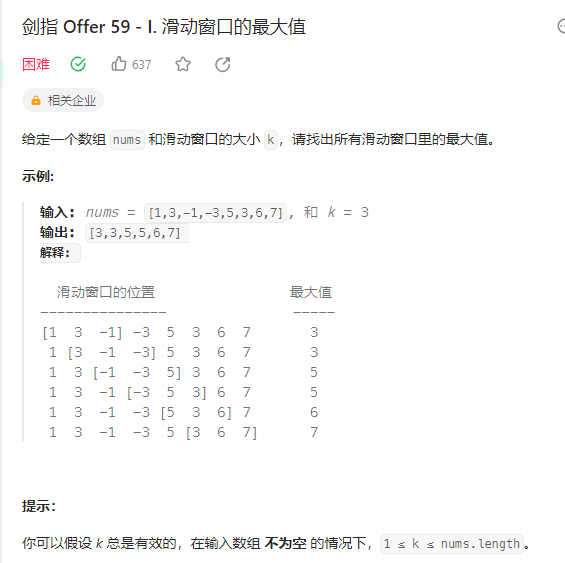 剑指 Offer 59 - I. 滑动窗口的最大值
困难 637
相关企业
给定一个数组 nums 和滑动窗口的大小 k，请找出所有滑动窗口里的最大值。
示例:
输入: nums = [1,3,-1,-3,5,3,6,7], 和 k = 3
输出: [3,3,5,5,6,7]
解释:
滑动窗口的位置 最大值
--------------- -----
[1 3 -1] -3 5 3 6 7 3
1 [3 -1 -3] 5 3 6 7 3
1 3 [-1 -3 5] 3 6 7 5
1 3 -1 [-3 5 3] 6 7 5
1 3 -1 -3 [5 3 6] 7 6
1 3 -1 -3 5 [3 6 7] 7
提示：
你可以假设 k 总是有效的，在输入数组 不为空 的情况下，1 ≤ k ≤ nums.length。